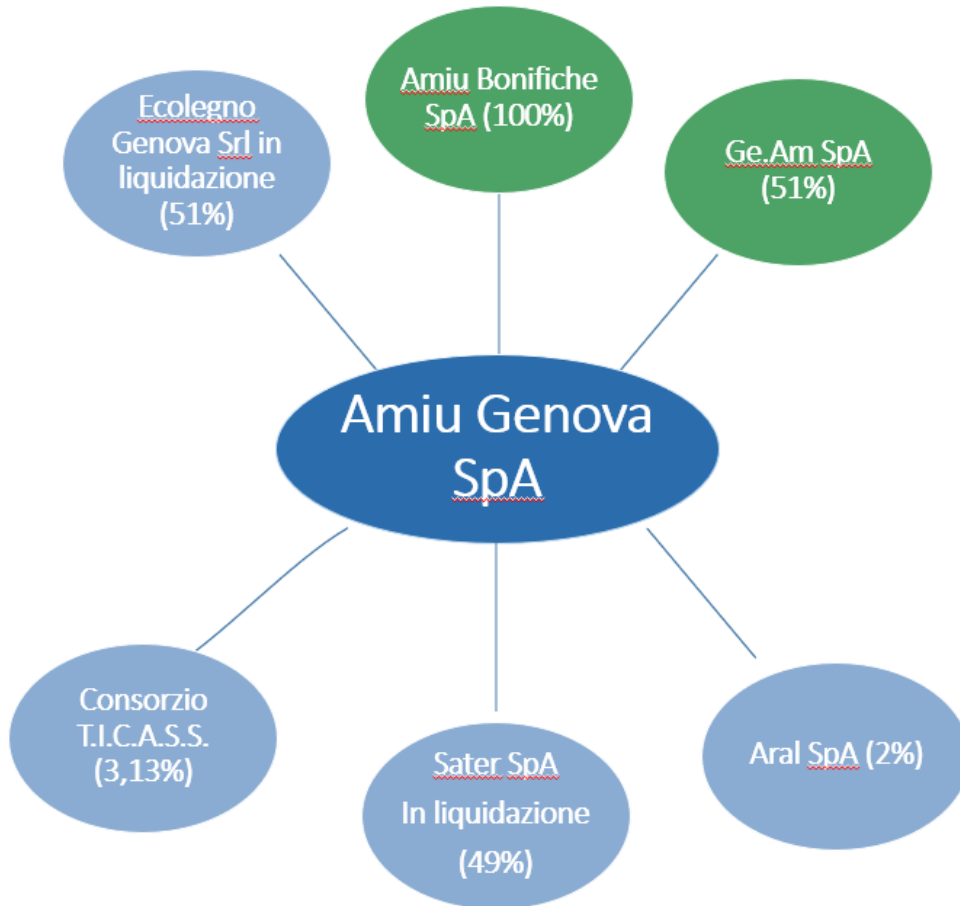 Amiu Bonifiche
SpA (100%)
Ecolegno
Genova Srl in
liquidazione
(51%)
Ge.Am SpA
(51%)
Amiu Genova
SpA
Consorzio
T.I.C.A.S.S.
(3,13%)
Sater SpA
In liquidazione
(49%)
Aral SpA (2%)